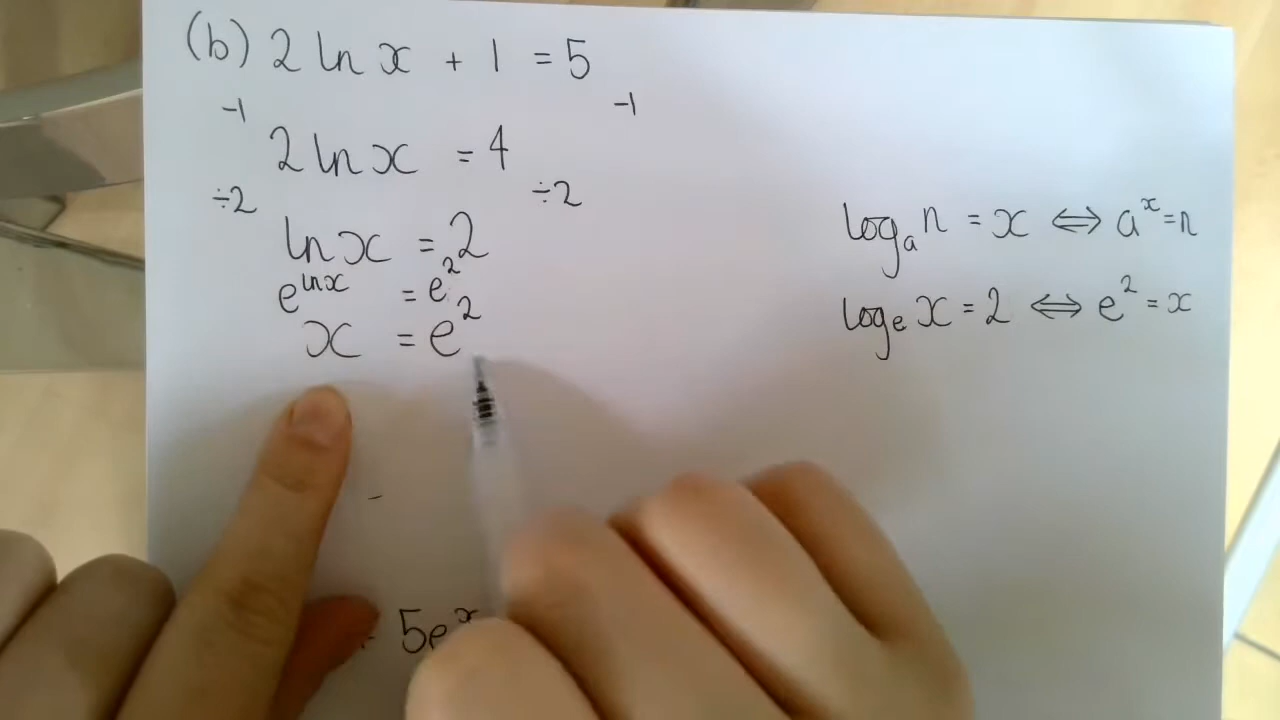 (b) 2 ln x + 1 = 5
-1 -1
2 ln x = 4
÷2 ÷2
ln x = 2
e^{ln x} = e^2
x = e^2
5e^x
log_a n = x ⟺ a^x = n
log_e x = 2 ⟺ e^2 = x